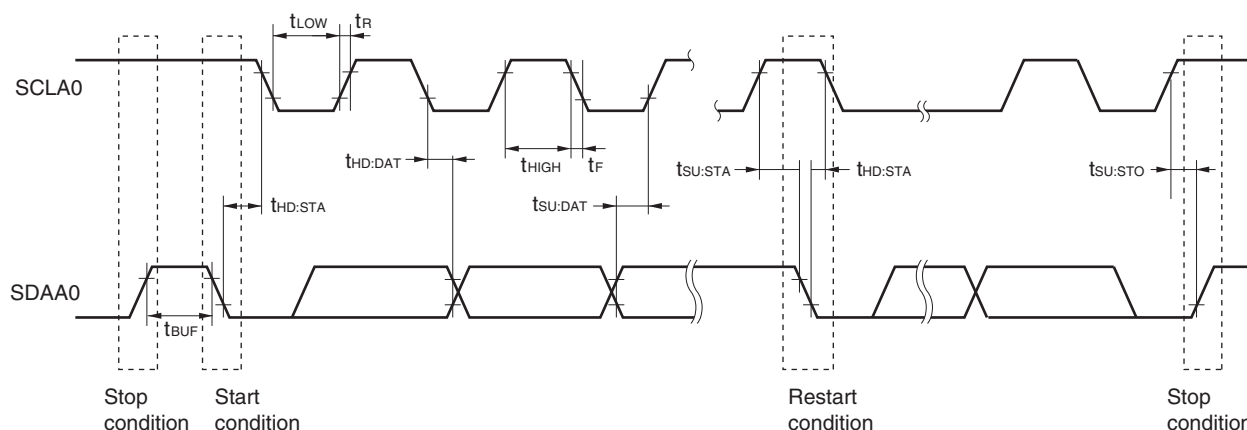 tLOW
tR
SCLA0
tHD:DAT
tHIGH
tF
tSU:STA
tHD:STA
tSU:STO
tHD:STA
tSU:DAT
SDAA0
tBUF
Stop
condition
Start
condition
Restart
condition
Stop
condition